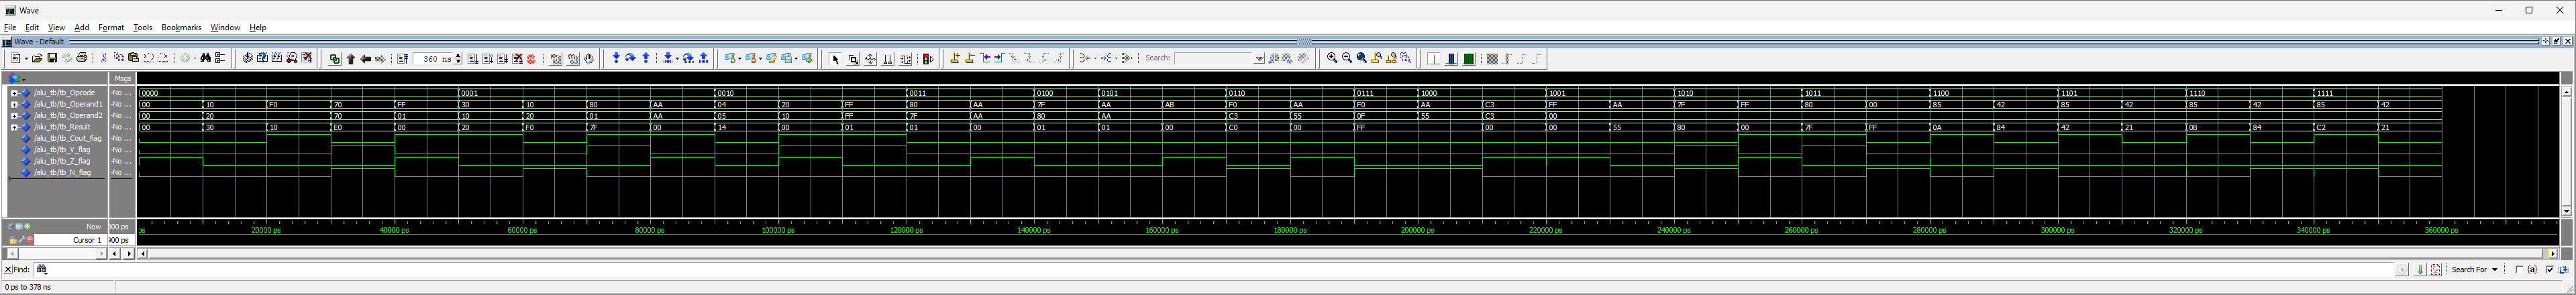 Wave
File Edit View Add Format Tools Bookmarks Window Help
Wave - Default
360 ns Search:
Msgs
/alu_tb/tb_Opcode -No ... 0000 0001 0010 0011 0100 0101 0110 0111 1000 1001 1010 1011 1100 1101 1110 1111
/alu_tb/tb_Operand1 -No ... 00 10 F0 70 FF 30 10 80 AA 04 20 FF 80 AA 7F AA AB F0 AA F0 AA C3 FF AA 7F FF 80 00 85 42 85 42 85 42 85 42
/alu_tb/tb_Operand2 -No ... 00 20 70 01 10 20 01 AA 05 10 FF 7F AA 80 AA C3 55 0F 55 C3 00
/alu_tb/tb_Result -No ... 00 30 10 E0 00 20 F0 7F 00 14 00 01 01 00 01 01 00 C0 00 FF 00 00 55 80 00 7F FF 0A 84 42 21 0B 84 C2 21
/alu_tb/tb_Cout_flag -No ...
/alu_tb/tb_V_flag -No ...
/alu_tb/tb_Z_flag -No ...
/alu_tb/tb_N_flag -No ...
Now 00 ps ps 20000 ps 40000 ps 60000 ps 80000 ps 100000 ps 120000 ps 140000 ps 160000 ps 180000 ps 200000 ps 220000 ps 240000 ps 260000 ps 280000 ps 300000 ps 320000 ps 340000 ps 360000 ps
Cursor 1 00 ps
Find: Search For
0 ps to 378 ns